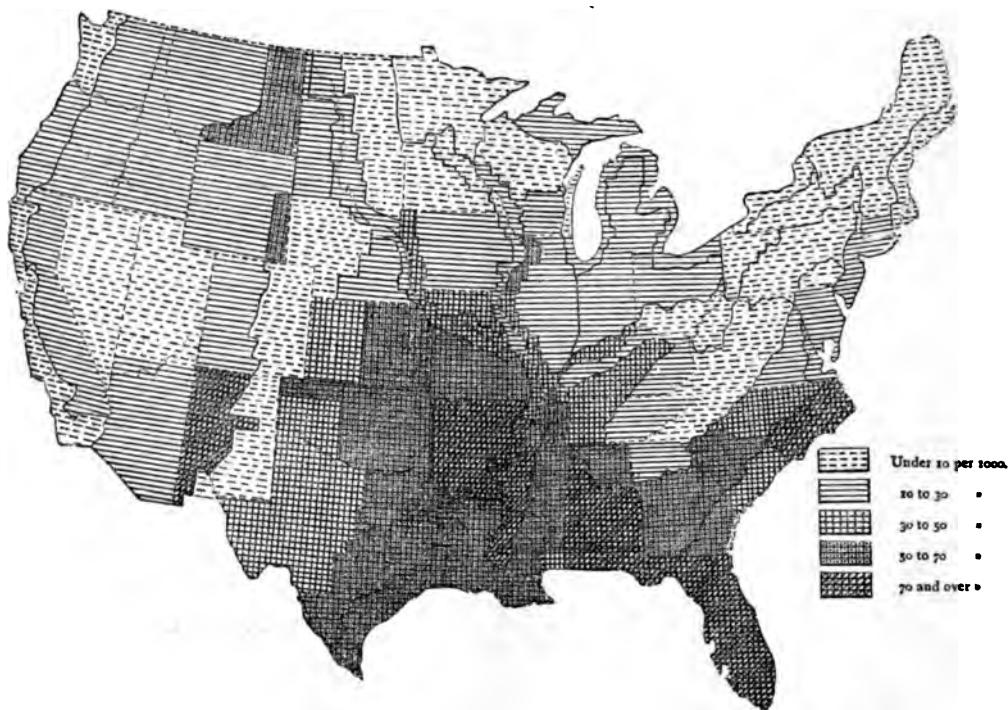 Under 10 per 1000.
10 to 30 "
30 to 50 "
50 to 70 "
70 and over "